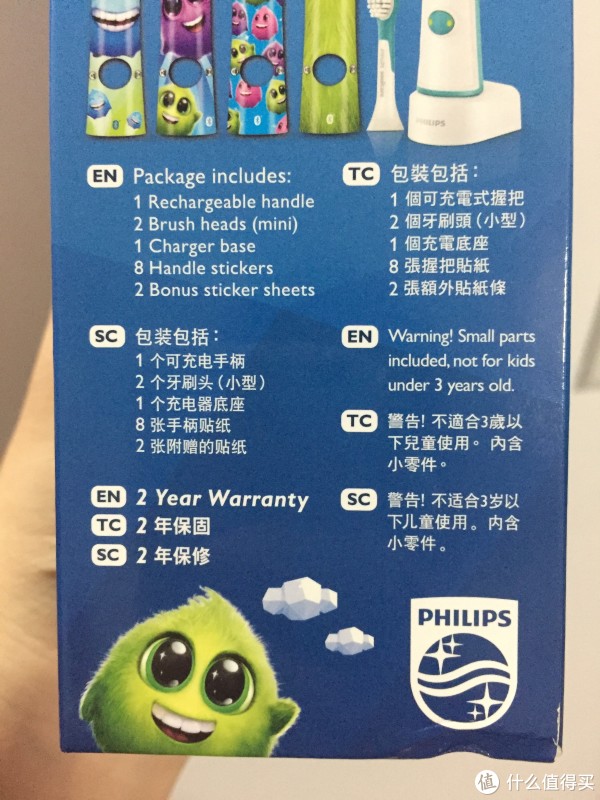 PHILIPS
EN Package includes:
1 Rechargeable handle
2 Brush heads (mini)
1 Charger base
8 Handle stickers
2 Bonus sticker sheets
TC 包裝包括：
1 個可充電式握把
2 個牙刷頭（小型）
1 個充電底座
8 張握把貼紙
2 張額外貼紙條
SC 包装包括：
1 个可充电手柄
2 个牙刷头（小型）
1 个充电器底座
8 张手柄贴纸
2 张附赠的贴纸
EN Warning! Small parts
included, not for kids
under 3 years old.
TC 警告! 不適合3歲以
下兒童使用。 內含
小零件。
SC 警告! 不适合3岁以
下儿童使用。 内含
小零件。
EN 2 Year Warranty
TC 2 年保固
SC 2 年保修
PHILIPS
值 什么值得买